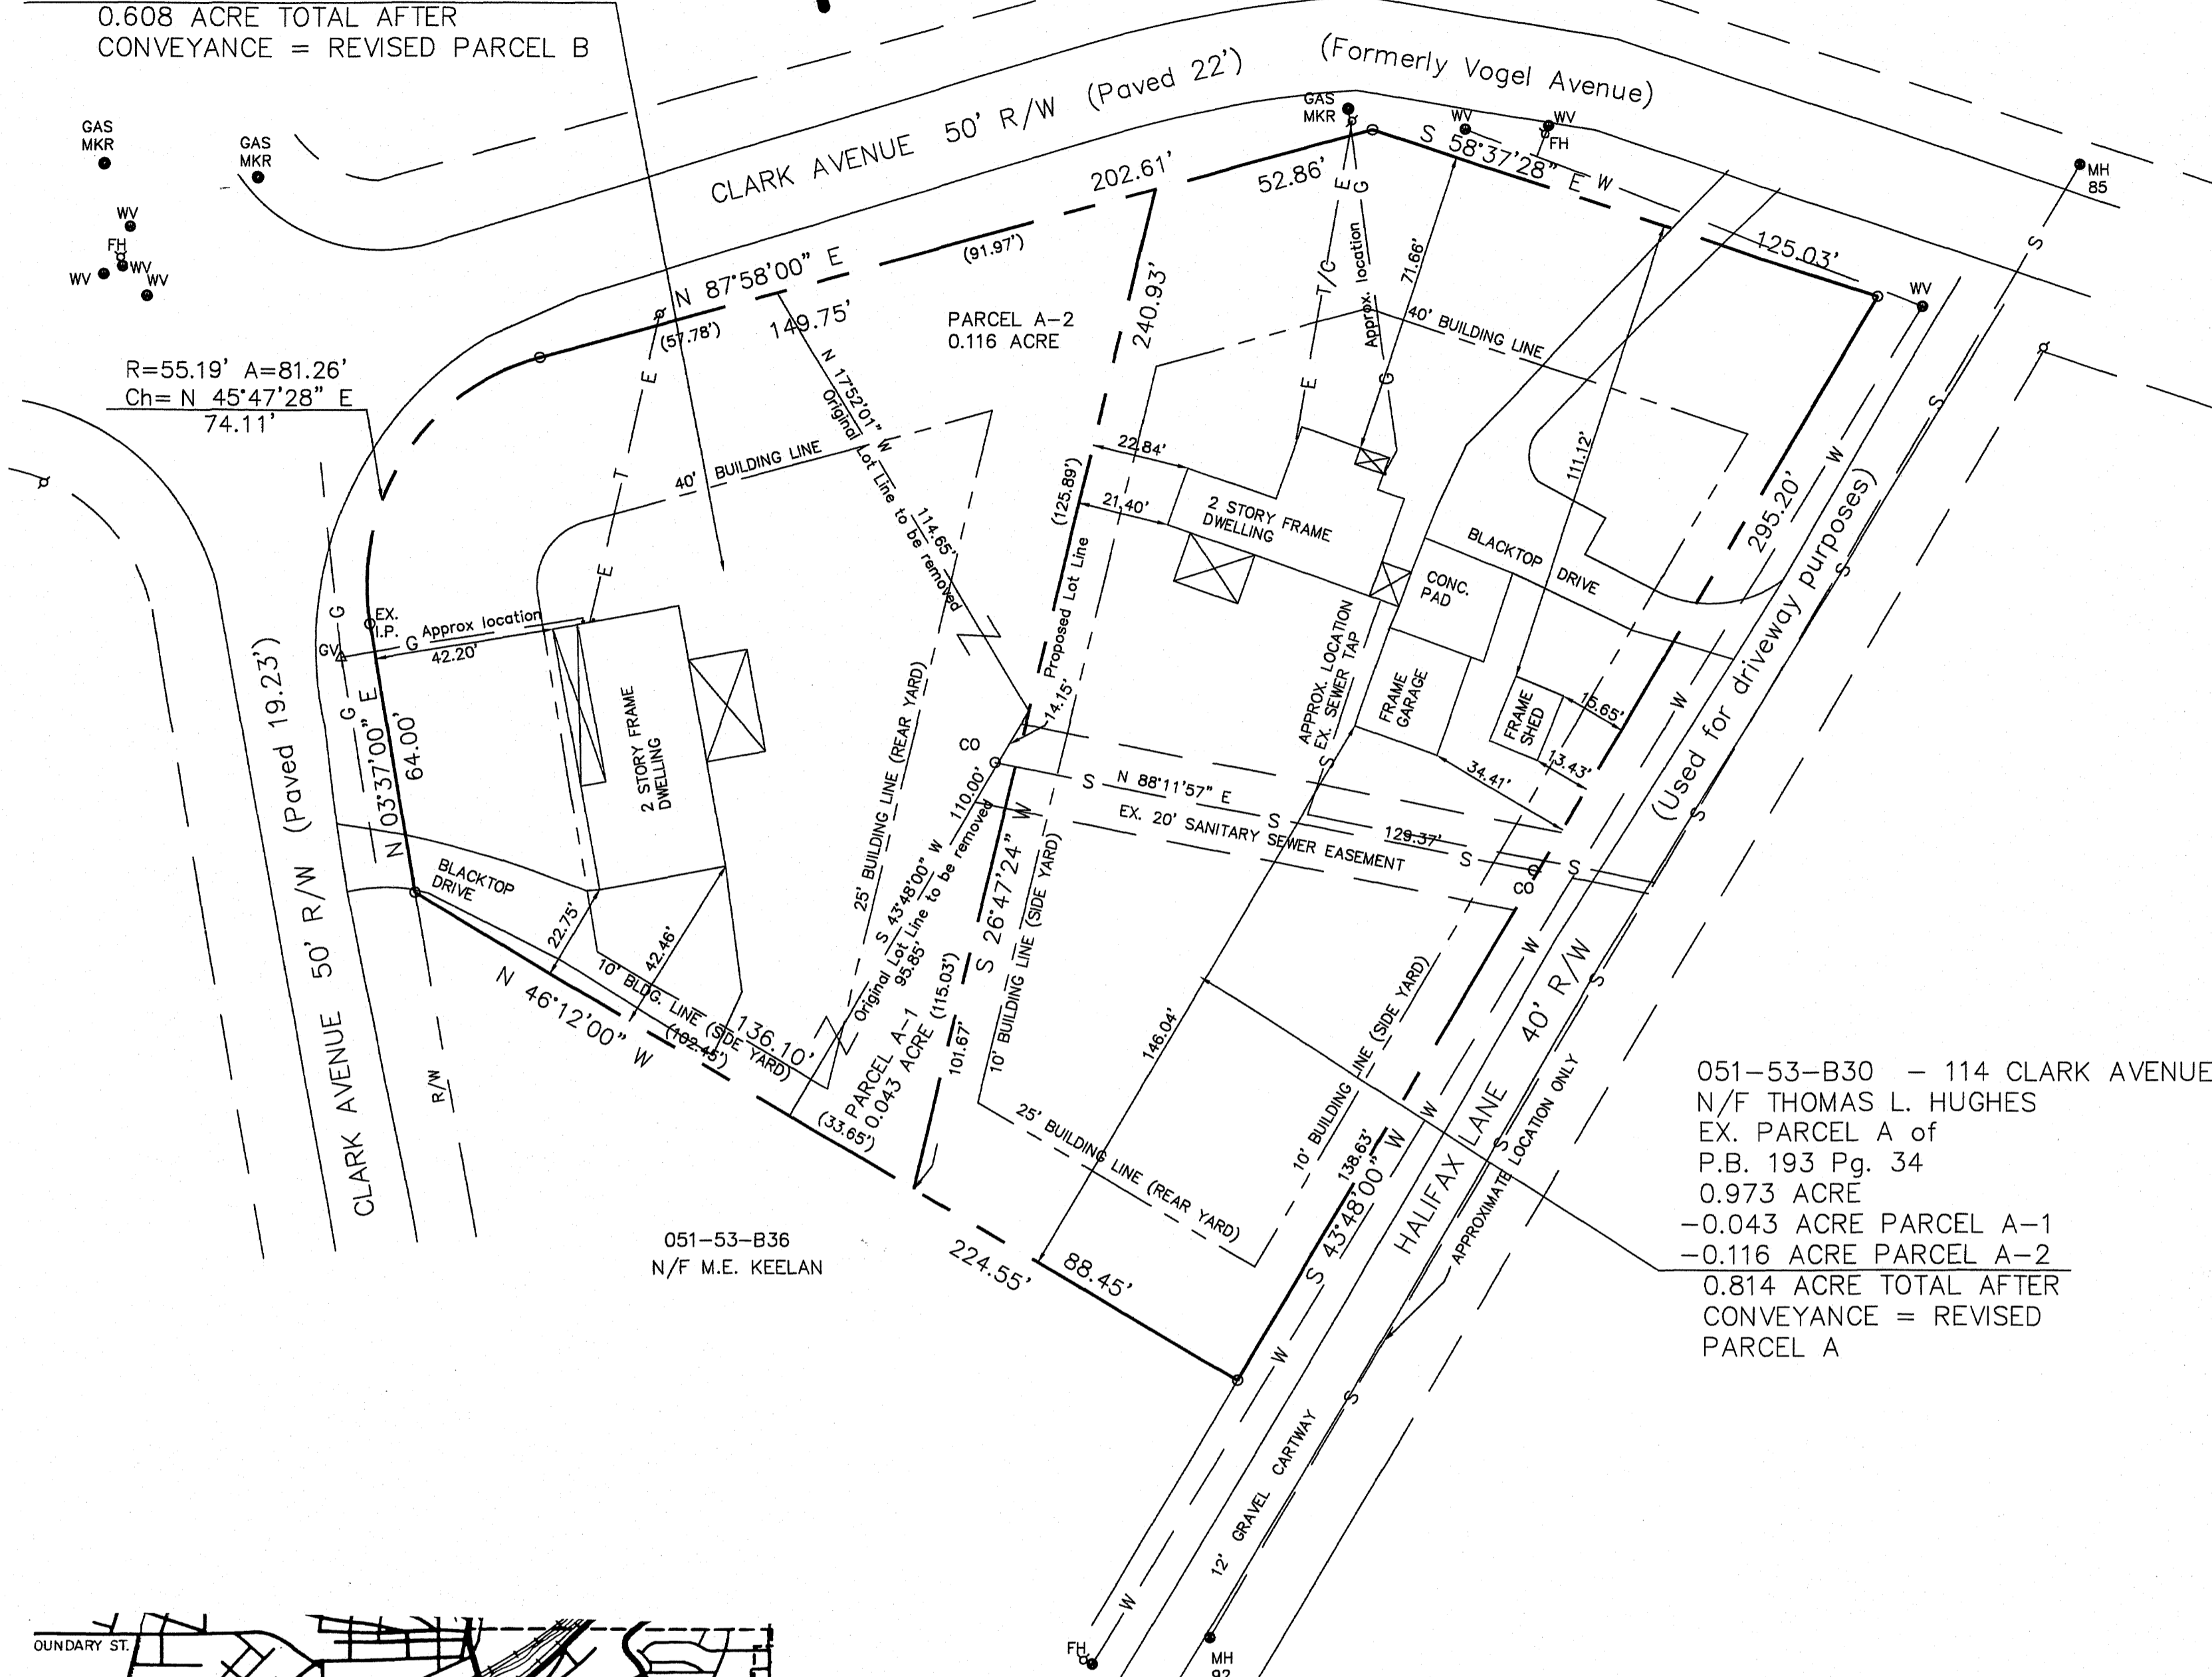 0.608 ACRE TOTAL AFTER
CONVEYANCE = REVISED PARCEL B
GAS
MKR
GAS
MKR
WV
FH
WV
WV
WV
CLARK AVENUE 50' R/W (Paved 22')
(Formerly Vogel Avenue)
GAS
MKR
WV
WV
FH
MH
85
S 58°37'28" E
W
202.61'
52.86'
125.03'
WV
N 87°58'00" E
(91.97')
149.75'
(57.78')
PARCEL A-2
0.116 ACRE
240.93'
E
G
T/C
Approx. location
E
G
71.66'
111.12'
40' BUILDING LINE
R=55.19' A=81.26'
Ch= N 45°47'28" E
74.11'
E
T
E
40' BUILDING LINE
N 17°52'01" W
Original Lot Line to be removed
114.65'
22.84'
(125.89')
21.40'
Proposed Lot Line
2 STORY FRAME
DWELLING
BLACKTOP DRIVE
CONC.
PAD
295.20'
S
S
S
S
W
W
(Used for driveway purposes)
G
EX.
I.P.
GV
G
Approx location
42.20'
G
N 03°37'00" E
64.00'
2 STORY FRAME
DWELLING
25' BUILDING LINE (REAR YARD)
14.15'
CO
APPROX. LOCATION
EX. SEWER TAP
S
FRAME
GARAGE
FRAME
SHED
15.65'
13.43'
34.41'
S
N 88°11'57" E
S
EX. 20' SANITARY SEWER EASEMENT
129.37'
S
S
CO
CLARK AVENUE 50' R/W (Paved 19.23')
R/W
BLACKTOP
DRIVE
22.75'
42.46'
10' BLDG. LINE (SIDE YARD)
N 46°12'00" W
136.10'
(102.45')
(33.65')
S 43°48'00" W 110.00'
Original Lot Line to be removed
95.85'
S 26°47'24" W
(115.03')
101.67'
PARCEL A-1
0.043 ACRE
10' BUILDING LINE (SIDE YARD)
25' BUILDING LINE (REAR YARD)
146.04'
10' BUILDING LINE (SIDE YARD)
138.63'
S 43°48'00" W
W
W
W
W
HALIFAX LANE 40' R/W
S
S
S
S
APPROXIMATE LOCATION ONLY
12' GRAVEL CARTWAY
224.55'
88.45'
051-53-B36
N/F M.E. KEELAN
051-53-B30 - 114 CLARK AVENUE
N/F THOMAS L. HUGHES
EX. PARCEL A of
P.B. 193 Pg. 34
0.973 ACRE
-0.043 ACRE PARCEL A-1
-0.116 ACRE PARCEL A-2
0.814 ACRE TOTAL AFTER
CONVEYANCE = REVISED
PARCEL A
FH
MH
92
OUNDARY ST.